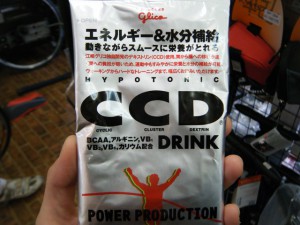 glico
エネルギー&水分補給
動きながらスムースに栄養がとれる
HYPOTONIC
CCD
CYCLIC CLUSTER DEXTRIN
BCAA、アルギニン、VB₁
VB₂、VB₆、カリウム配合
DRINK
POWER PRODUCTION